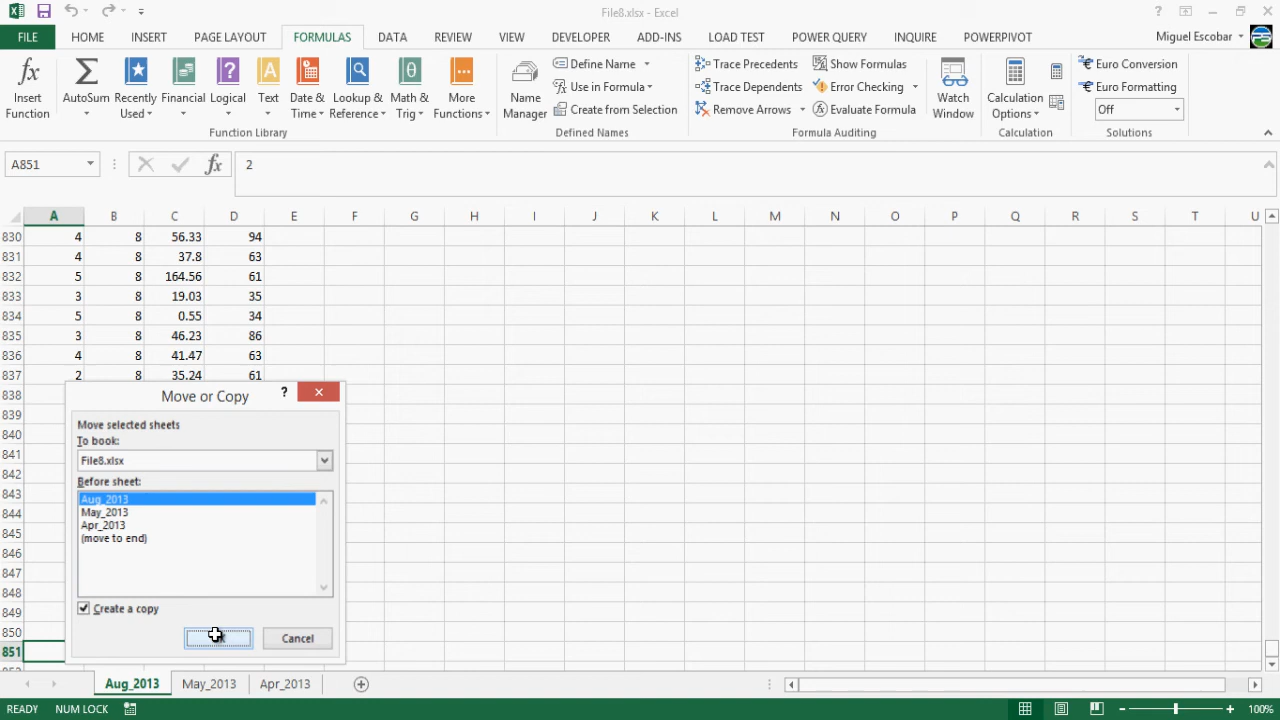 File8.xlsx - Excel
?
FILE HOME INSERT PAGE LAYOUT FORMULAS DATA REVIEW VIEW DEVELOPER ADD-INS LOAD TEST POWERQUERY INQUIRE POWERPIVOT Miguel Escobar
fx Insert Function
Σ AutoSum
Recently Used
Financial
? Logical
A Text
Date & Time
Lookup & Reference
θ Math & Trig
More Functions
Function Library
Name Manager
Define Name
Use in Formula
Create from Selection
Defined Names
Trace Precedents
Trace Dependents
Remove Arrows
Show Formulas
Error Checking
Evaluate Formula
Formula Auditing
Watch Window
Calculation Options
Calculation
Euro Conversion
Euro Formatting
Off
Solutions
A851 fx 2
A B C D E F G H I J K L M N O P Q R S T U
830 4 8 56.33 94
831 4 8 37.8 63
832 5 8 164.56 61
833 3 8 19.03 35
834 5 8 0.55 34
835 3 8 46.23 86
836 4 8 41.47 63
837 2 8 35.24 61
838
839
840
841
842
843
844
845
846
847
848
849
850
851
Move or Copy ?
Move selected sheets
To book:
File8.xlsx
Before sheet:
Aug_2013
May_2013
Apr_2013
(move to end)
Create a copy
Cancel
Aug_2013 May_2013 Apr_2013
READY NUM LOCK 100%